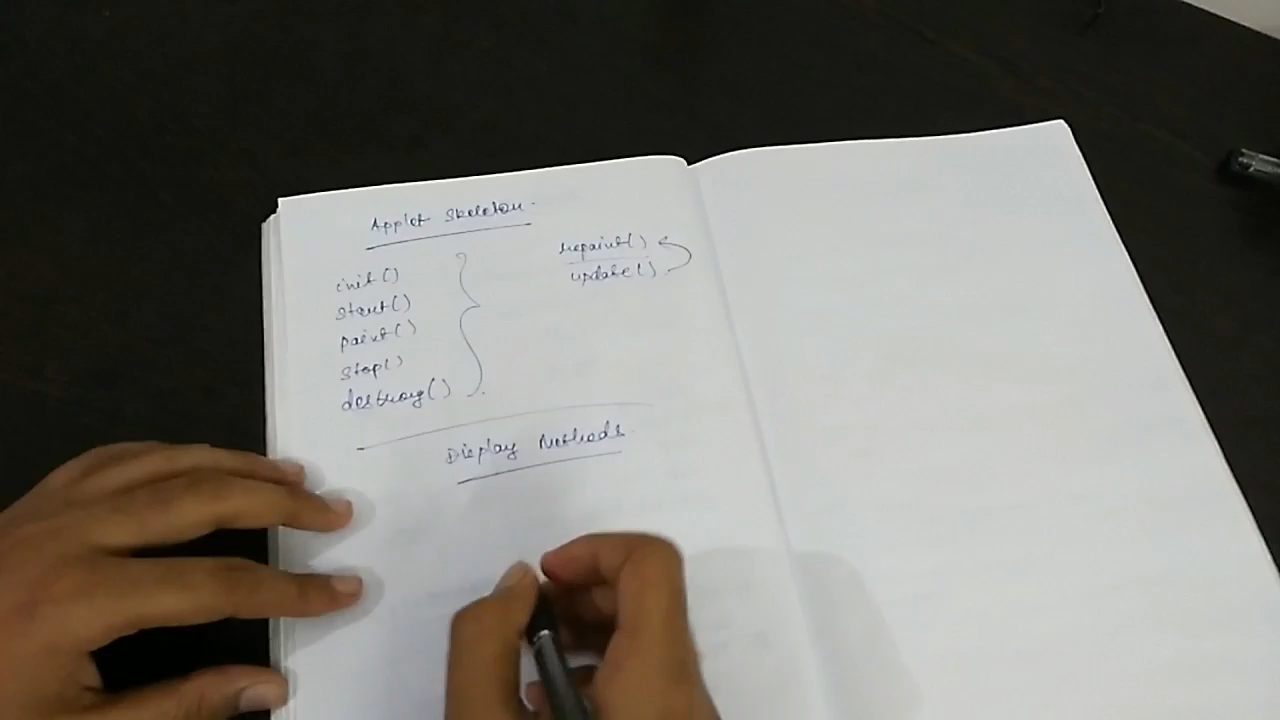 Applet Skeleton.
init()
start()
paint()
stop()
destroy()
repaint()
update()
Display Methods